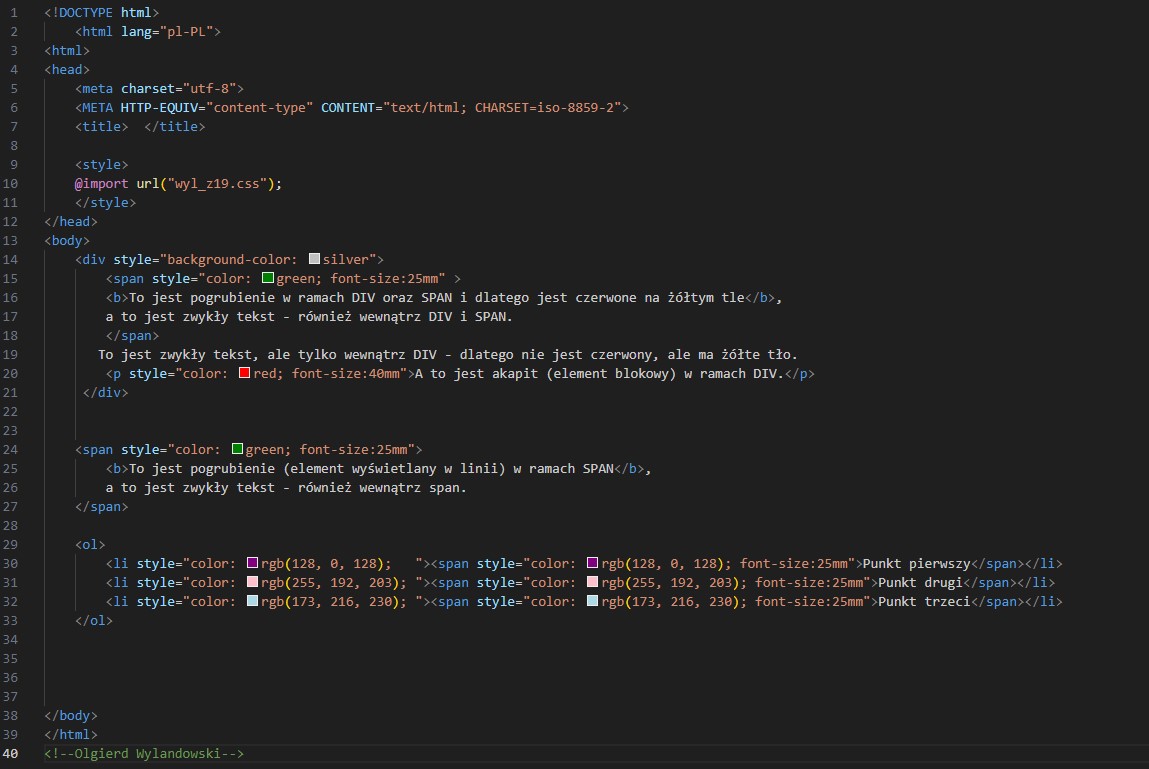 1 <!DOCTYPE html>
2 <html lang="pl-PL">
3 <html>
4 <head>
5 <meta charset="utf-8">
6 <META HTTP-EQUIV="content-type" CONTENT="text/html; CHARSET=iso-8859-2">
7 <title>  </title>
8
9 <style>
10 @import url("wyl_z19.css");
11 </style>
12 </head>
13 <body>
14 <div style="background-color: silver">
15 <span style="color: green; font-size:25mm" >
16 <b>To jest pogrubienie w ramach DIV oraz SPAN i dlatego jest czerwone na żółtym tle</b>,
17 a to jest zwykły tekst - również wewnątrz DIV i SPAN.
18 </span>
19 To jest zwykły tekst, ale tylko wewnątrz DIV - dlatego nie jest czerwony, ale ma żółte tło.
20 <p style="color: red; font-size:40mm">A to jest akapit (element blokowy) w ramach DIV.</p>
21 </div>
22
23
24 <span style="color: green; font-size:25mm">
25 <b>To jest pogrubienie (element wyświetlany w linii) w ramach SPAN</b>,
26 a to jest zwykły tekst - również wewnątrz span.
27 </span>
28
29 <ol>
30 <li style="color: rgb(128, 0, 128);   "><span style="color: rgb(128, 0, 128); font-size:25mm">Punkt pierwszy</span></li>
31 <li style="color: rgb(255, 192, 203); "><span style="color: rgb(255, 192, 203); font-size:25mm">Punkt drugi</span></li>
32 <li style="color: rgb(173, 216, 230); "><span style="color: rgb(173, 216, 230); font-size:25mm">Punkt trzeci</span></li>
33 </ol>
34
35
36
37
38 </body>
39 </html>
40 <!--Olgierd Wylandowski-->